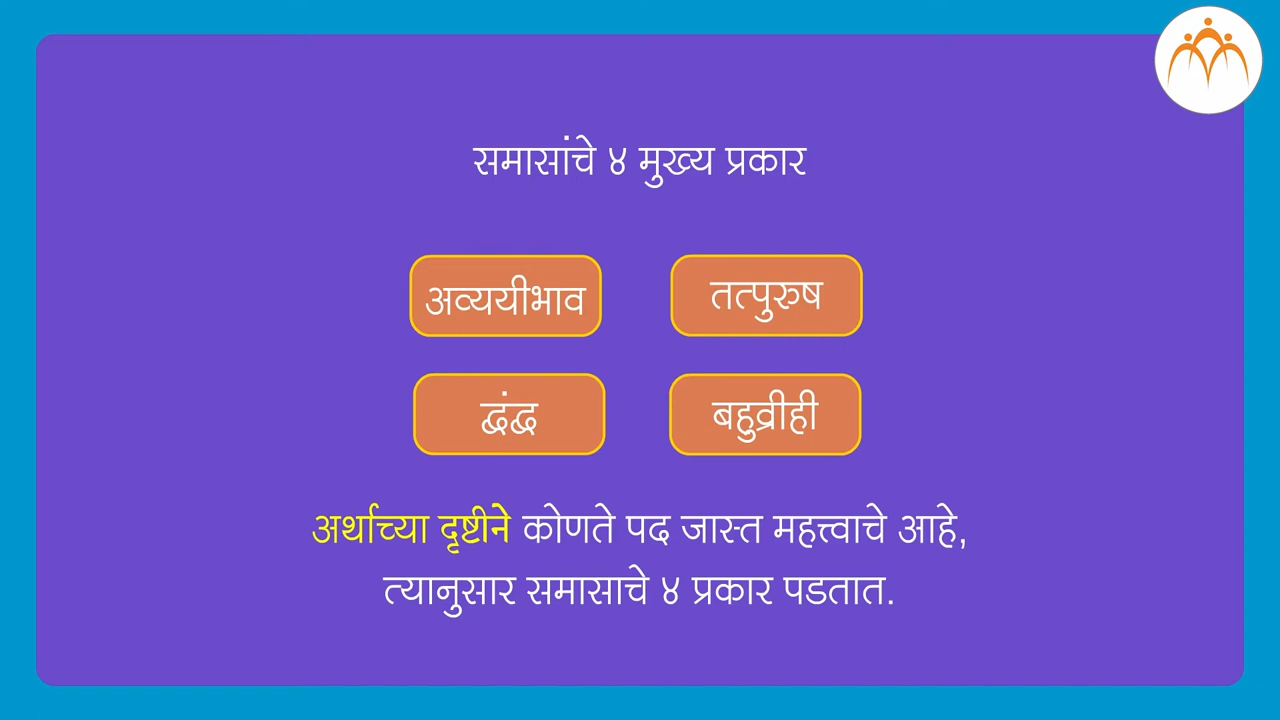 समासांचे ४ मुख्य प्रकार
अव्ययीभाव
तत्पुरुष
द्वंद्व
बहुव्रीही
अर्थाच्या दृष्टीने कोणते पद जास्त महत्त्वाचे आहे,
त्यानुसार समासाचे ४ प्रकार पडतात.